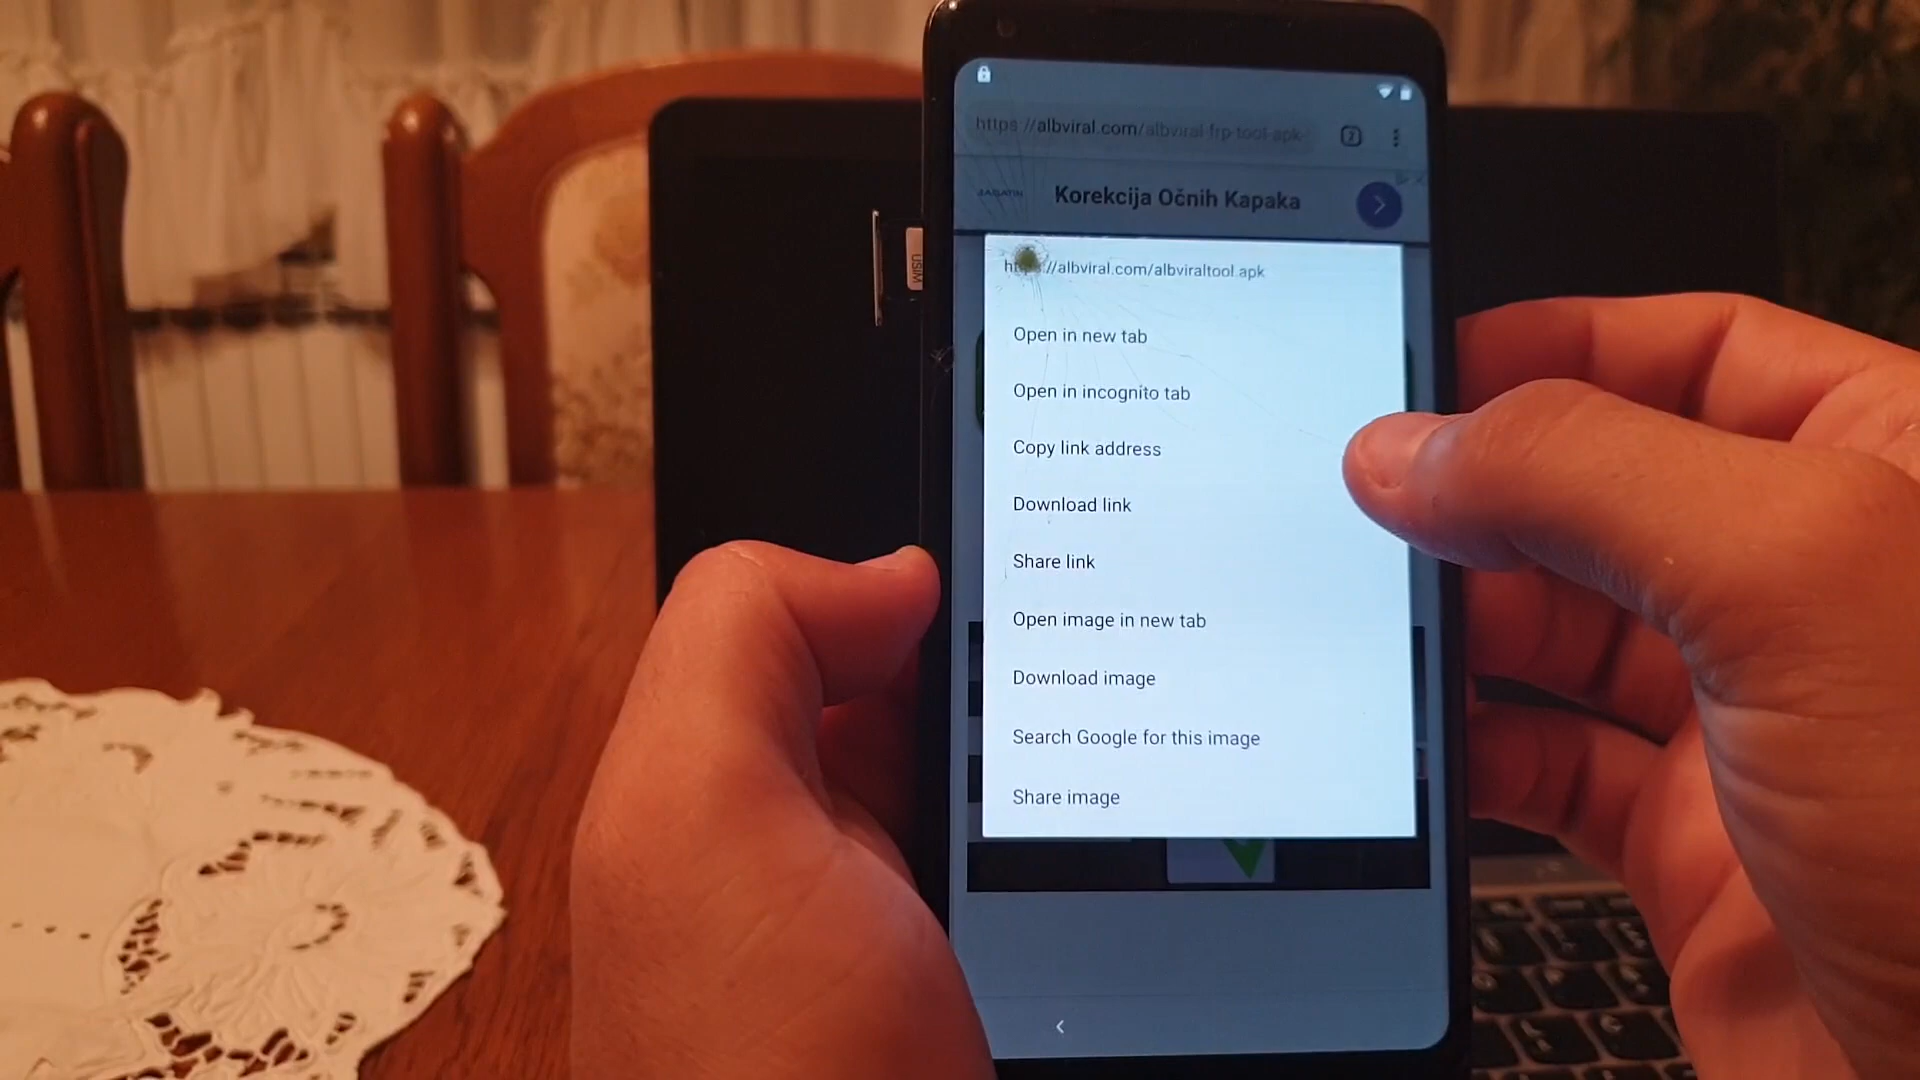 https://albviral.com/albviral-frp-tool-apk-
2
Korekcija Očnih Kapaka
https://albviral.com/albviraltool.apk
USIM
Open in new tab
Open in incognito tab
Copy link address
Download link
Share link
Open image in new tab
Download image
Search Google for this image
Share image